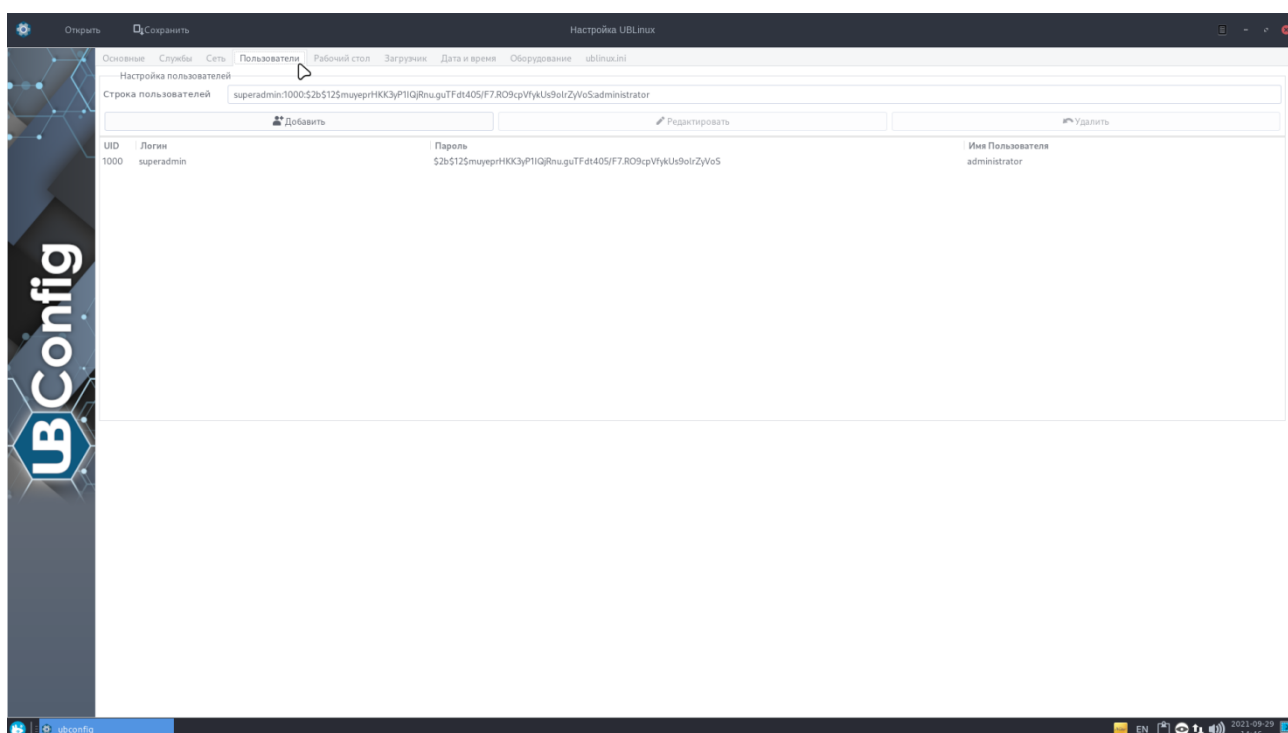 Открыть Сохранить Настройка UBLinux
Основные Службы Сеть Пользователи Рабочий стол Загрузчик Дата и время Оборудование ublinux.ini
Настройка пользователей
Строка пользователей superadmin:1000:$2b$12$muyeprHKK3yP1IQjRnu.guTFdt405/F7.RO9cpVfykUs9olrZyVoS:administrator
Добавить Редактировать Удалить
UID Логин Пароль Имя Пользователя
1000 superadmin $2b$12$muyeprHKK3yP1IQjRnu.guTFdt405/F7.RO9cpVfykUs9olrZyVoS administrator
UBConfig
ubconfig EN 2021-09-29